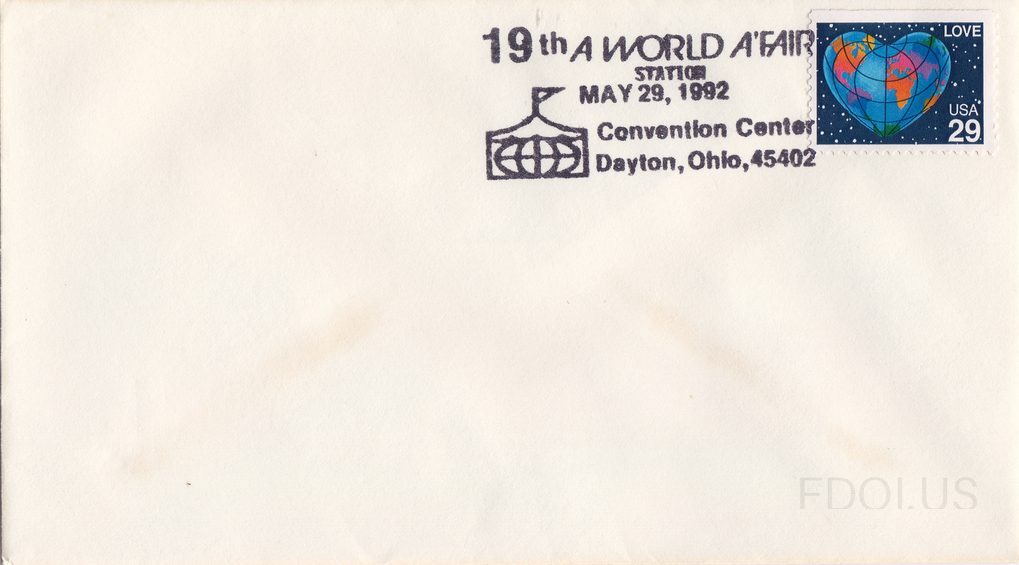 19th A WORLD A'FAIR
STATION
MAY 29, 1992
Convention Center
Dayton, Ohio, 45402
LOVE
USA
29
FDOI.US